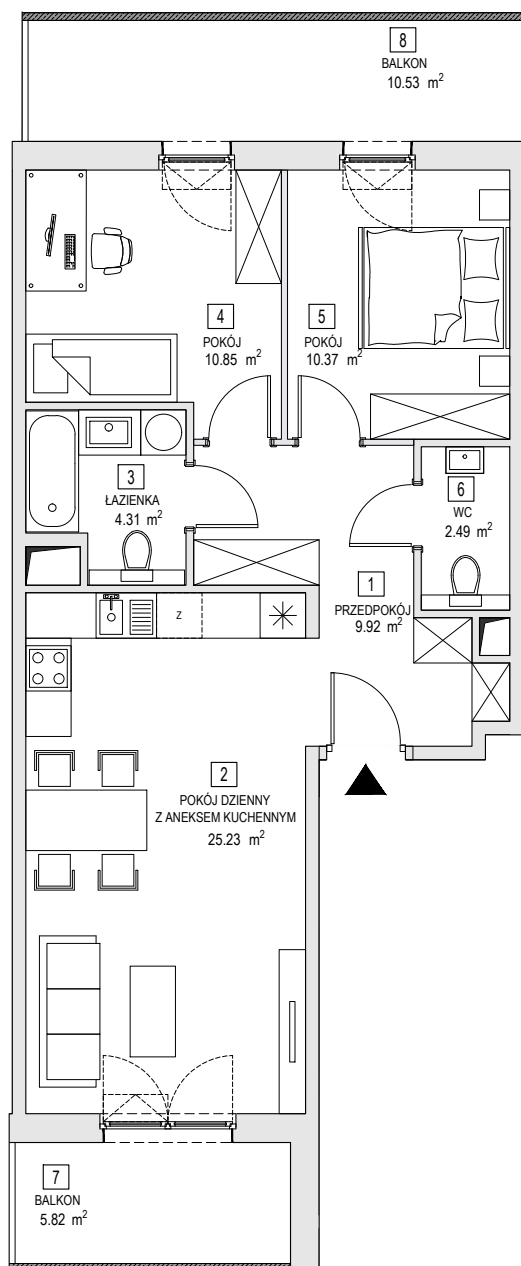 8
BALKON
10.53 m²
4
POKÓJ
10.85 m²
5
POKÓJ
10.37 m²
3
ŁAZIENKA
4.31 m²
6
WC
2.49 m²
1
PRZEDPOKÓJ
9.92 m²
z
2
POKÓJ DZIENNY
Z ANEKSEM KUCHENNYM
25.23 m²
7
BALKON
5.82 m²